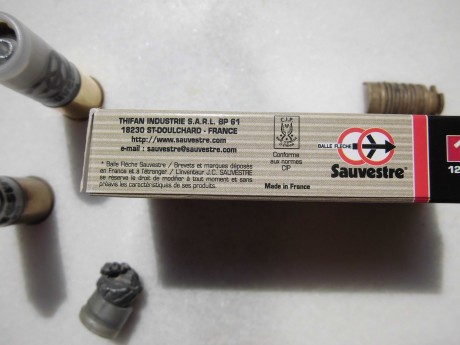 THIFAN INDUSTRIE S.A.R.L. BP 61
18230 ST-DOULCHARD - FRANCE
http://www.sauvestre.com
e-mail : sauvestre@sauvestre.com
* Balle Flèche Sauvestre / Brevets et marques déposés
en France et à l'étranger / L'inventeur J.C. SAUVESTRE
se réserve le droit de modifier à tout moment et sans
préavis les caractéristiques de ses produits.
C.I.P.
Conforme
aux normes
CIP
Made in France
BALLE FLÈCHE
Sauvestre®
12